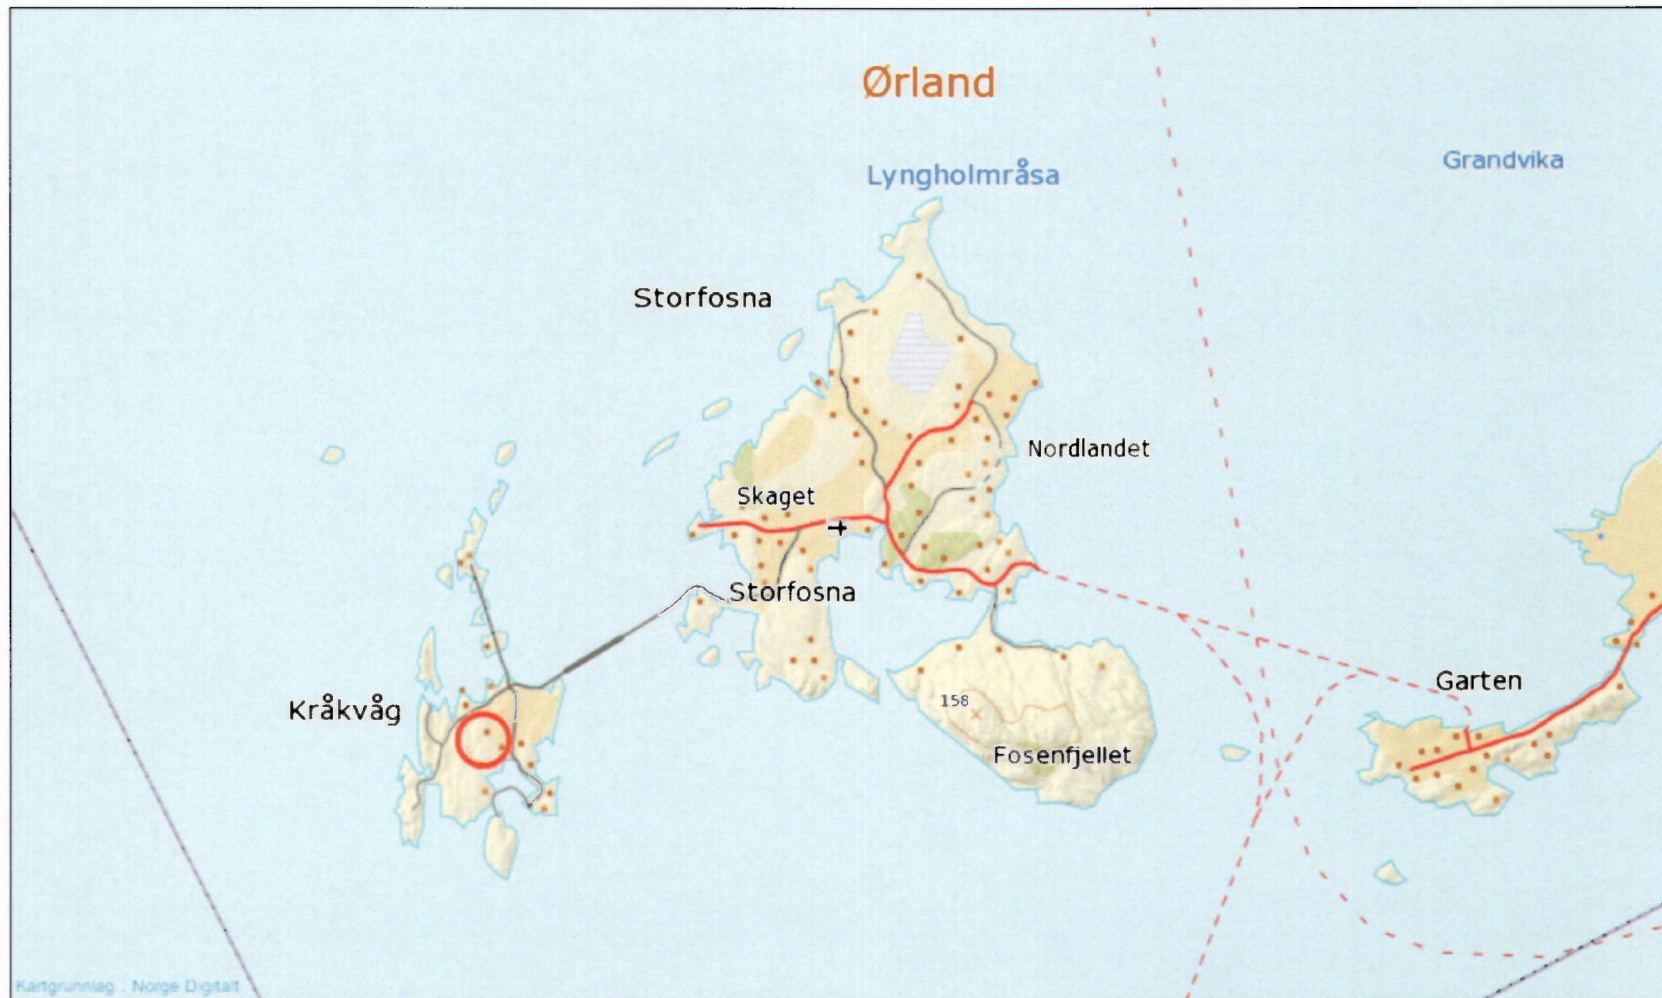 Ørland
Grandvika
Lyngholmråsa
Storfosna
Nordlandet
Skaget
Storfosna
Garten
158
Kråkvåg
Fosenfjellet
Kartgrunnlag : Norge Digitalt